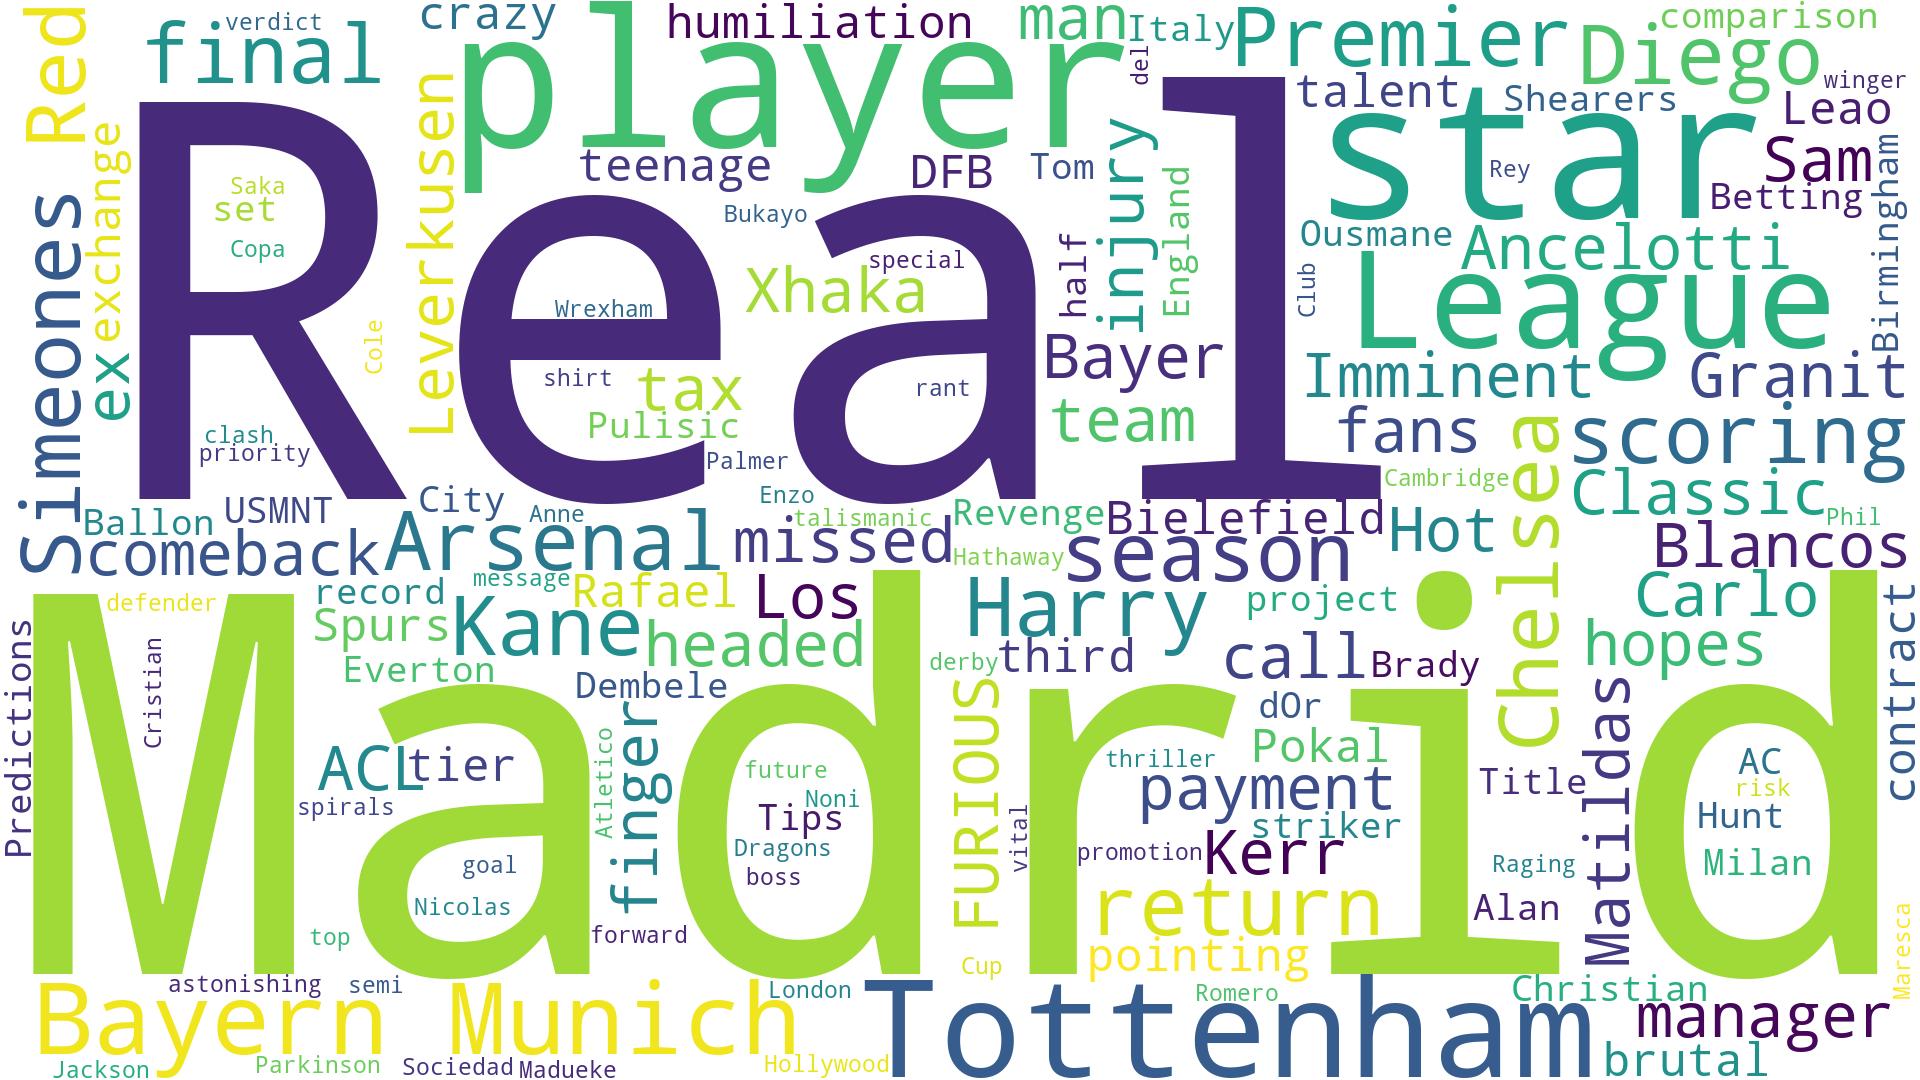 Real
Madrid
player
star
League
Tottenham
Bayern Munich
Arsenal
Chelsea
Premier
Diego
final
Red
Simeones
Leverkusen
exchange
ex
verdict
crazy
humiliation
man
Italy
del
comparison
winger
talent
Shearers
Leao
Sam
Betting
Birmingham
Rey
teenage
DFB
Tom
injury
England
half
Bukayo
Saka
set
Copa
special
Xhaka
Wrexham
Cole
shirt
tax
Pulisic
rant
Palmer
clash
priority
Bayer
team
Ousmane
Ancelotti
Club
Imminent
Granit
fans
scoring
Cambridge
Classic
Phil
Ballon
USMNT
City
Anne
Enzo
talismanic
Revenge
Bielefield
Hot
Blancos
comeback
missed
Hathaway
season
defender
record
message
Rafael
Los
Harry
project
Carlo
Spurs
Kane
headed
derby
third
call
Brady
hopes
contract
Everton
Dembele
dOr
Predictions
Cristian
ACL
tier
Atletico
finger
FURIOUS
Pokal
thriller
payment
Title
Matildas
AC
risk
Hunt
Milan
future
Noni
Tips
Dragons
boss
spirals
goal
Nicolas
vital
striker
promotion
Kerr
Raging
Alan
return
pointing
top
forward
Cup
Maresca
astonishing
semi
London
Romero
Christian
manager
brutal
Jackson
Parkinson
Sociedad
Madueke
Hollywood